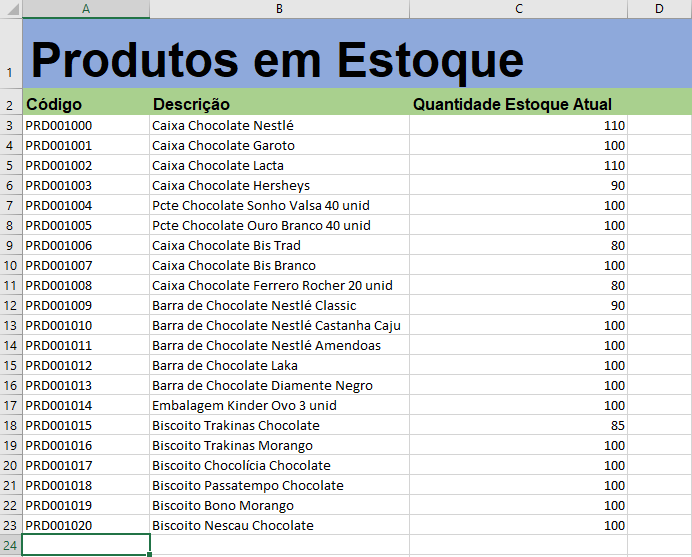 A B C D
1 Produtos em Estoque
2 Código Descrição Quantidade Estoque Atual
3 PRD001000 Caixa Chocolate Nestlé 110
4 PRD001001 Caixa Chocolate Garoto 100
5 PRD001002 Caixa Chocolate Lacta 110
6 PRD001003 Caixa Chocolate Hersheys 90
7 PRD001004 Pcte Chocolate Sonho Valsa 40 unid 100
8 PRD001005 Pcte Chocolate Ouro Branco 40 unid 100
9 PRD001006 Caixa Chocolate Bis Trad 80
10 PRD001007 Caixa Chocolate Bis Branco 100
11 PRD001008 Caixa Chocolate Ferrero Rocher 20 unid 80
12 PRD001009 Barra de Chocolate Nestlé Classic 90
13 PRD001010 Barra de Chocolate Nestlé Castanha Caju 100
14 PRD001011 Barra de Chocolate Nestlé Amendoas 100
15 PRD001012 Barra de Chocolate Laka 100
16 PRD001013 Barra de Chocolate Diamente Negro 100
17 PRD001014 Embalagem Kinder Ovo 3 unid 100
18 PRD001015 Biscoito Trakinas Chocolate 85
19 PRD001016 Biscoito Trakinas Morango 100
20 PRD001017 Biscoito Chocolícia Chocolate 100
21 PRD001018 Biscoito Passatempo Chocolate 100
22 PRD001019 Biscoito Bono Morango 100
23 PRD001020 Biscoito Nescau Chocolate 100
24